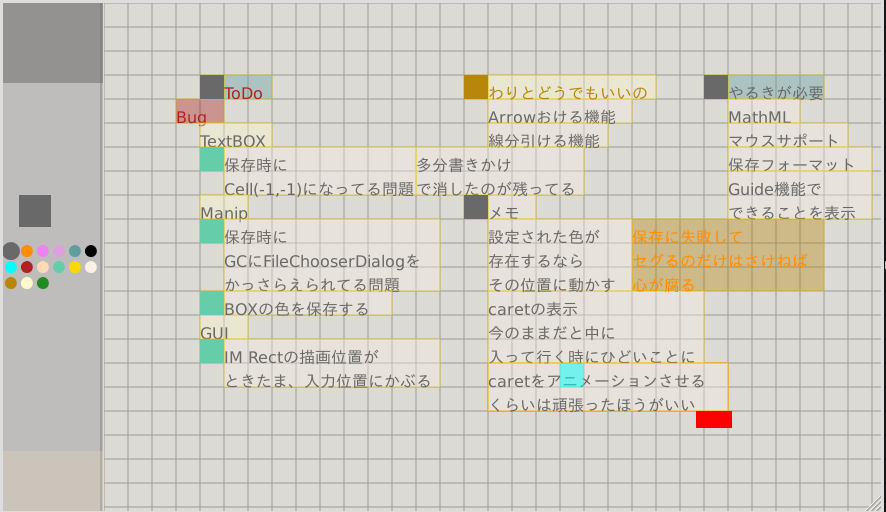 ToDo
Bug
TextBOX
保存時に
Cell(-1,-1)になってる問題
多分書きかけ
で消したのが残ってる
Manip
保存時に
GCにFileChooserDialogを
かっさらえられてる問題
BOXの色を保存する
GUI
IM Rectの描画位置が
ときたま、入力位置にかぶる
わりとどうでもいいの
Arrowおける機能
線分引ける機能
メモ
設定された色が
存在するなら
その位置に動かす
保存に失敗して
セグるのだけはさけねば
心が腐る
caretの表示
今のままだと中に
入って行く時にひどいことに
caretをアニメーションさせる
くらいは頑張ったほうがいい
やるきが必要
MathML
マウスサポート
保存フォーマット
Guide機能で
できることを表示